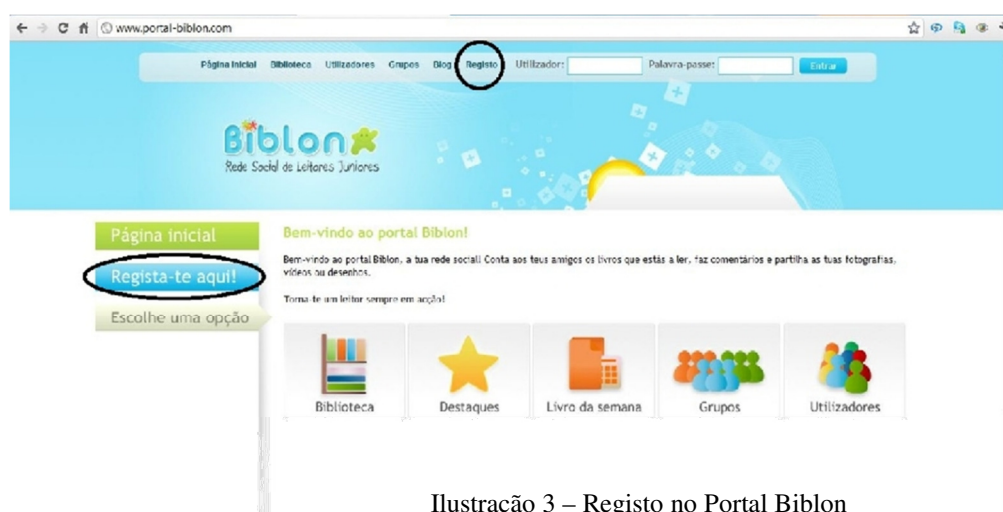 www.portal-biblon.com
Página Inicial Biblioteca Utilizadores Grupos Blog Registo Utilizador: Palavra-passe: Entrar
Biblon
Rede Social de Leitores Juniores
Página inicial
Regista-te aqui!
Escolhe uma opção
Bem-vindo ao portal Biblon!
Bem-vindo ao portal Biblon, a tua rede social! Conta aos teus amigos os livros que estás a ler, faz comentários e partilha as tuas fotografias,
vídeos ou desenhos.
Torna-te um leitor sempre em acção!
Biblioteca Destaques Livro da semana Grupos Utilizadores
Ilustração 3 – Registo no Portal Biblon